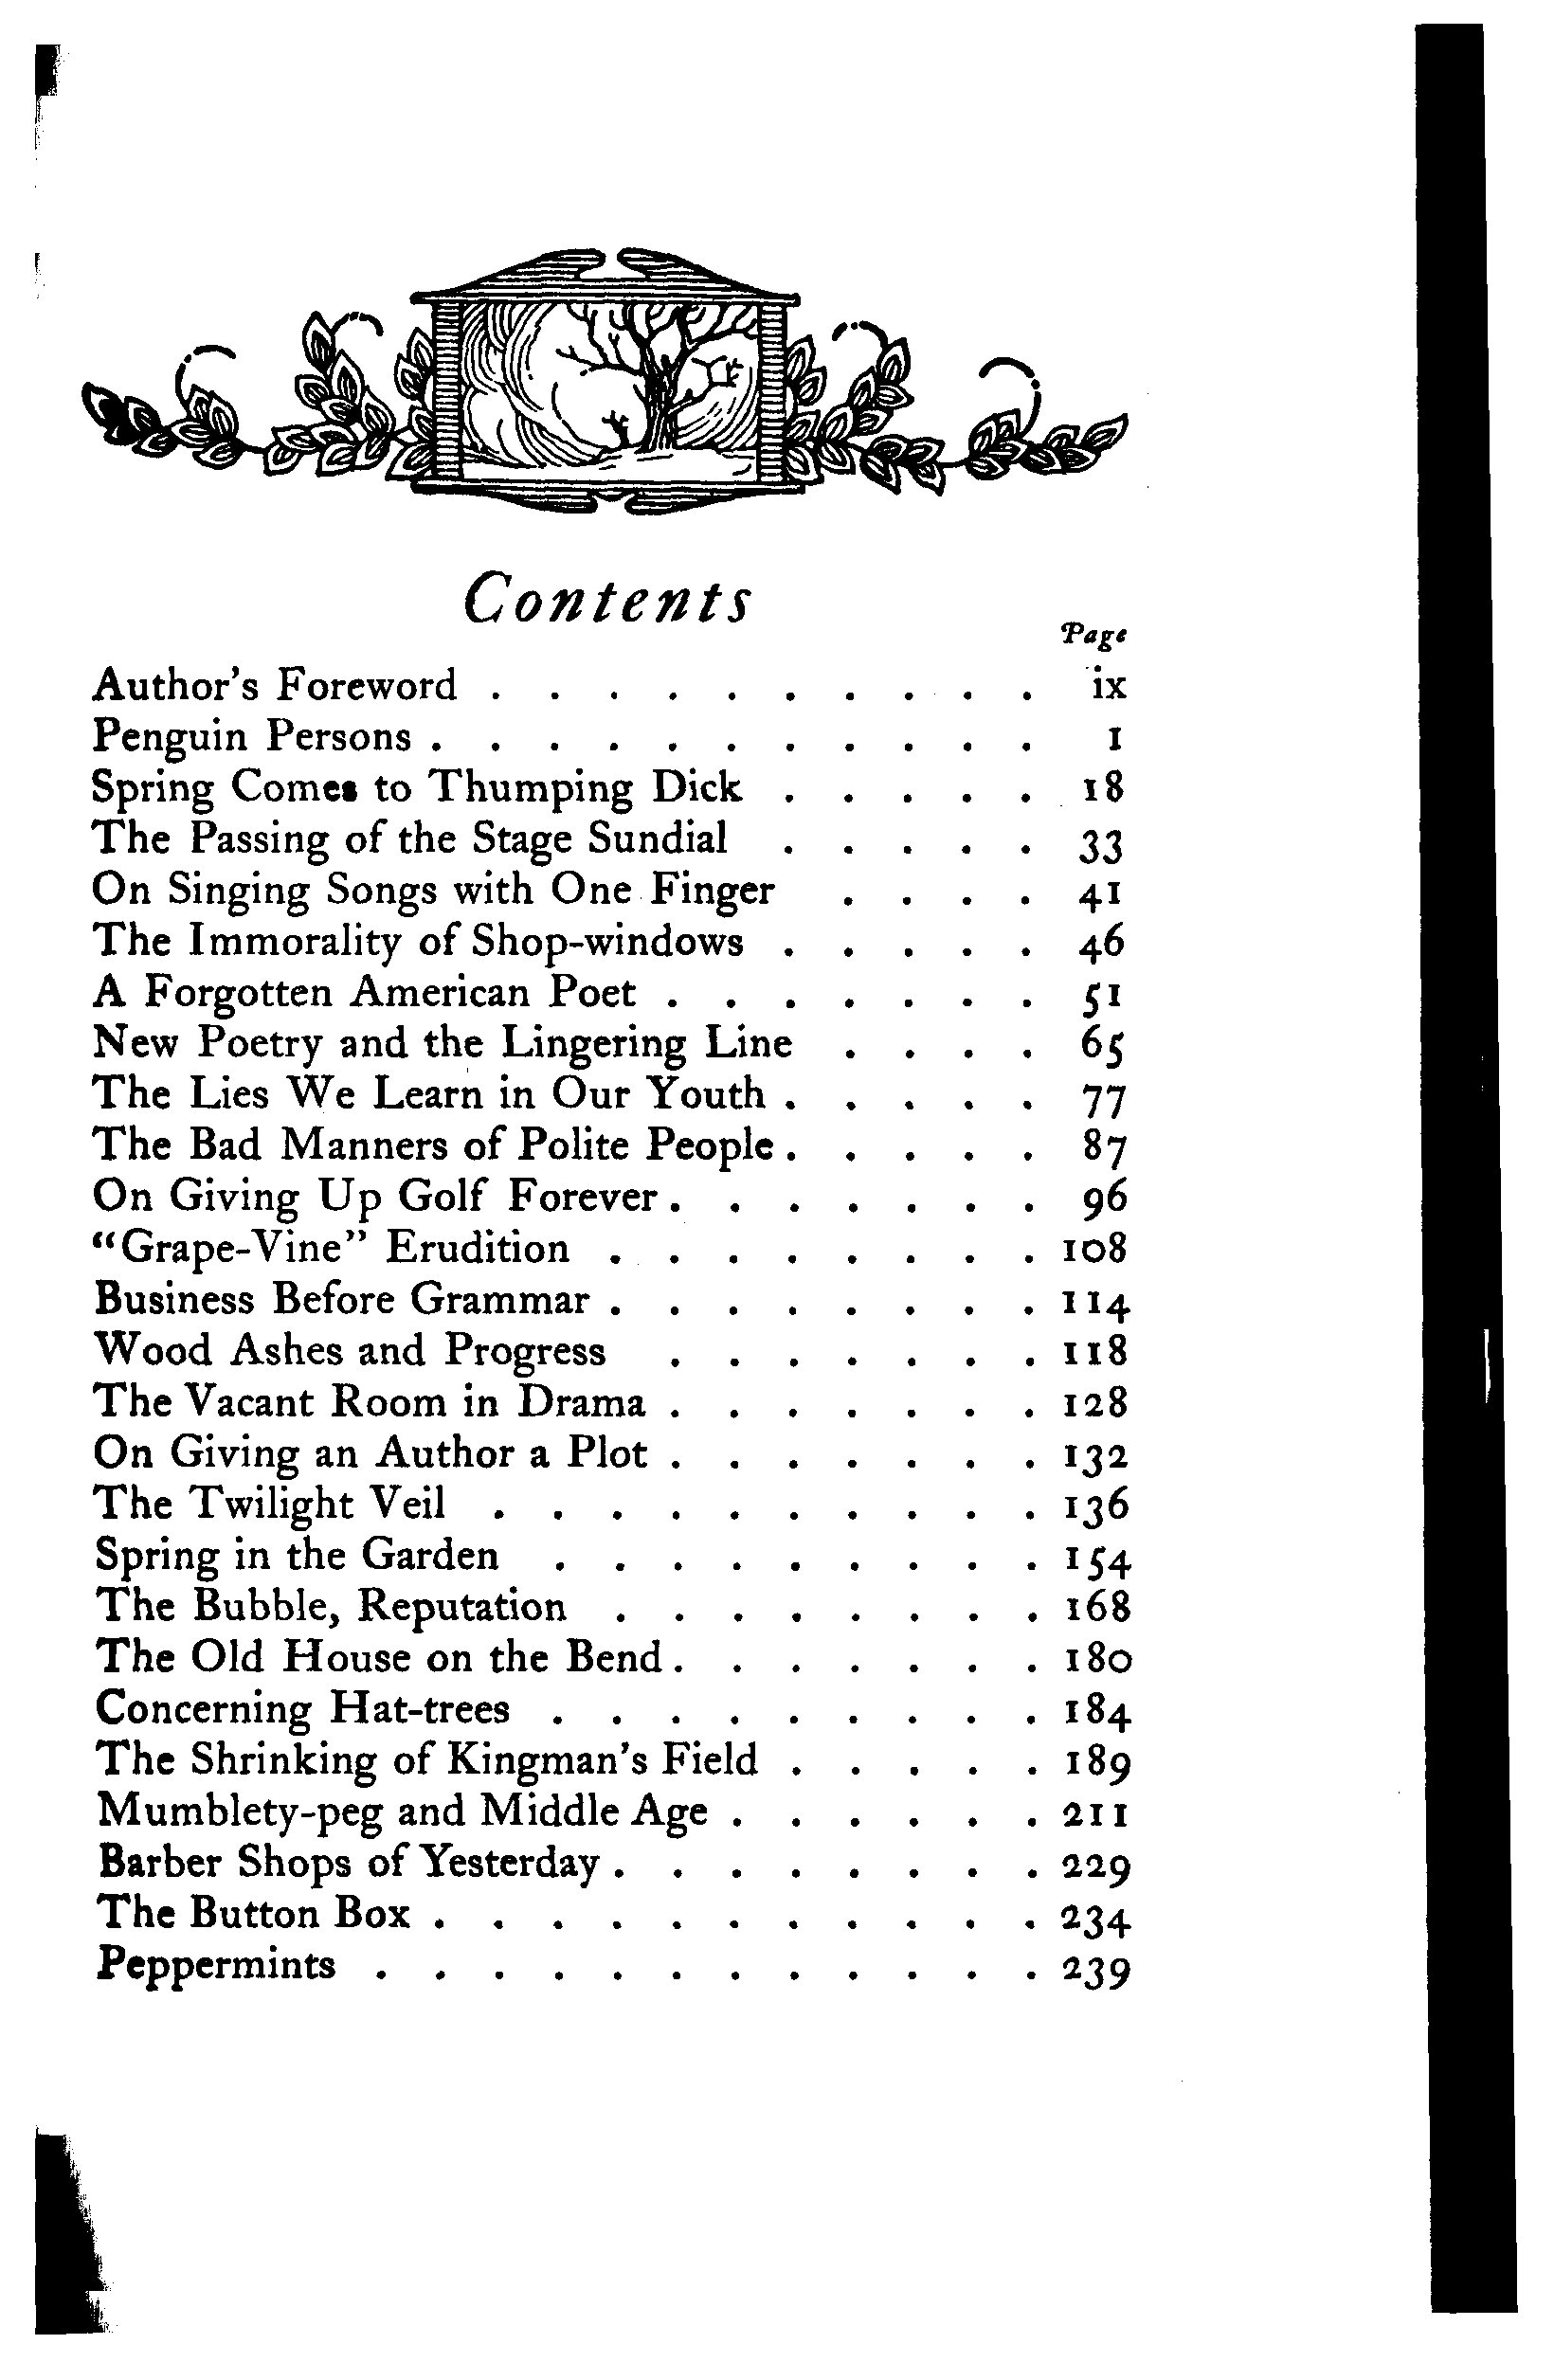 Contents
Page
Author's Foreword . . . . . . . . . . ix
Penguin Persons . . . . . . . . . . . 1
Spring Comes to Thumping Dick . . . . . 18
The Passing of the Stage Sundial . . . . . 33
On Singing Songs with One Finger . . . . 41
The Immorality of Shop-windows . . . . . 46
A Forgotten American Poet . . . . . . . 51
New Poetry and the Lingering Line . . . . 65
The Lies We Learn in Our Youth . . . . . 77
The Bad Manners of Polite People . . . . . 87
On Giving Up Golf Forever . . . . . . . 96
“Grape-Vine” Erudition . . . . . . . . 108
Business Before Grammar . . . . . . . . 114
Wood Ashes and Progress . . . . . . . 118
The Vacant Room in Drama . . . . . . . 128
On Giving an Author a Plot . . . . . . . 132
The Twilight Veil . . . . . . . . . . 136
Spring in the Garden . . . . . . . . . 154
The Bubble, Reputation . . . . . . . . 168
The Old House on the Bend . . . . . . . 180
Concerning Hat-trees . . . . . . . . . 184
The Shrinking of Kingman's Field . . . . . 189
Mumblety-peg and Middle Age . . . . . . 211
Barber Shops of Yesterday . . . . . . . . 229
The Button Box . . . . . . . . . . . 234
Peppermints . . . . . . . . . . . . 239